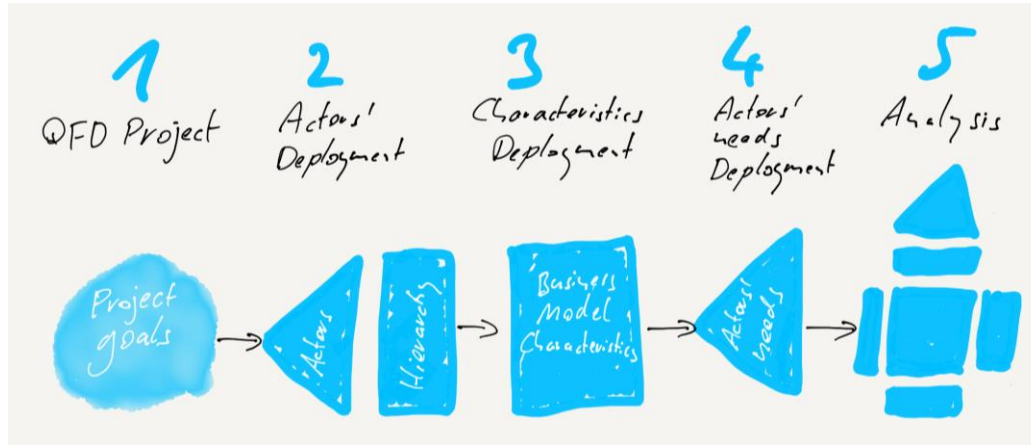 1
QFD Project
2
Actors'
Deployment
3
Characteristics
Deployment
4
Actors'
needs
Deployment
5
Analysis
Project
goals
Actors
Hierarchy
Business
Model
Characteristics
Actors'
needs